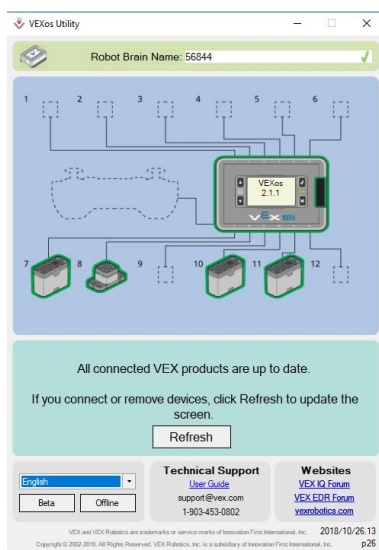 VEXos Utility
Robot Brain Name: 56844
1 2 3 4 5 6
VEXos
2.1.1
VEX IQ
7 8 9 10 11 12
All connected VEX products are up to date.
If you connect or remove devices, click Refresh to update the
screen.
Refresh
English
Beta Offline
Technical Support
User Guide
support@vex.com
1-903-453-0802
Websites
VEX IQ Forum
VEX EDR Forum
vexrobotics.com
VEX and VEX Robotics are trademarks or service marks of Innovation First International, Inc. 2018/10/26.13
Copyright © 2002-2016. All Rights Reserved. VEX Robotics, Inc. is a subsidiary of Innovation First International, Inc. p26